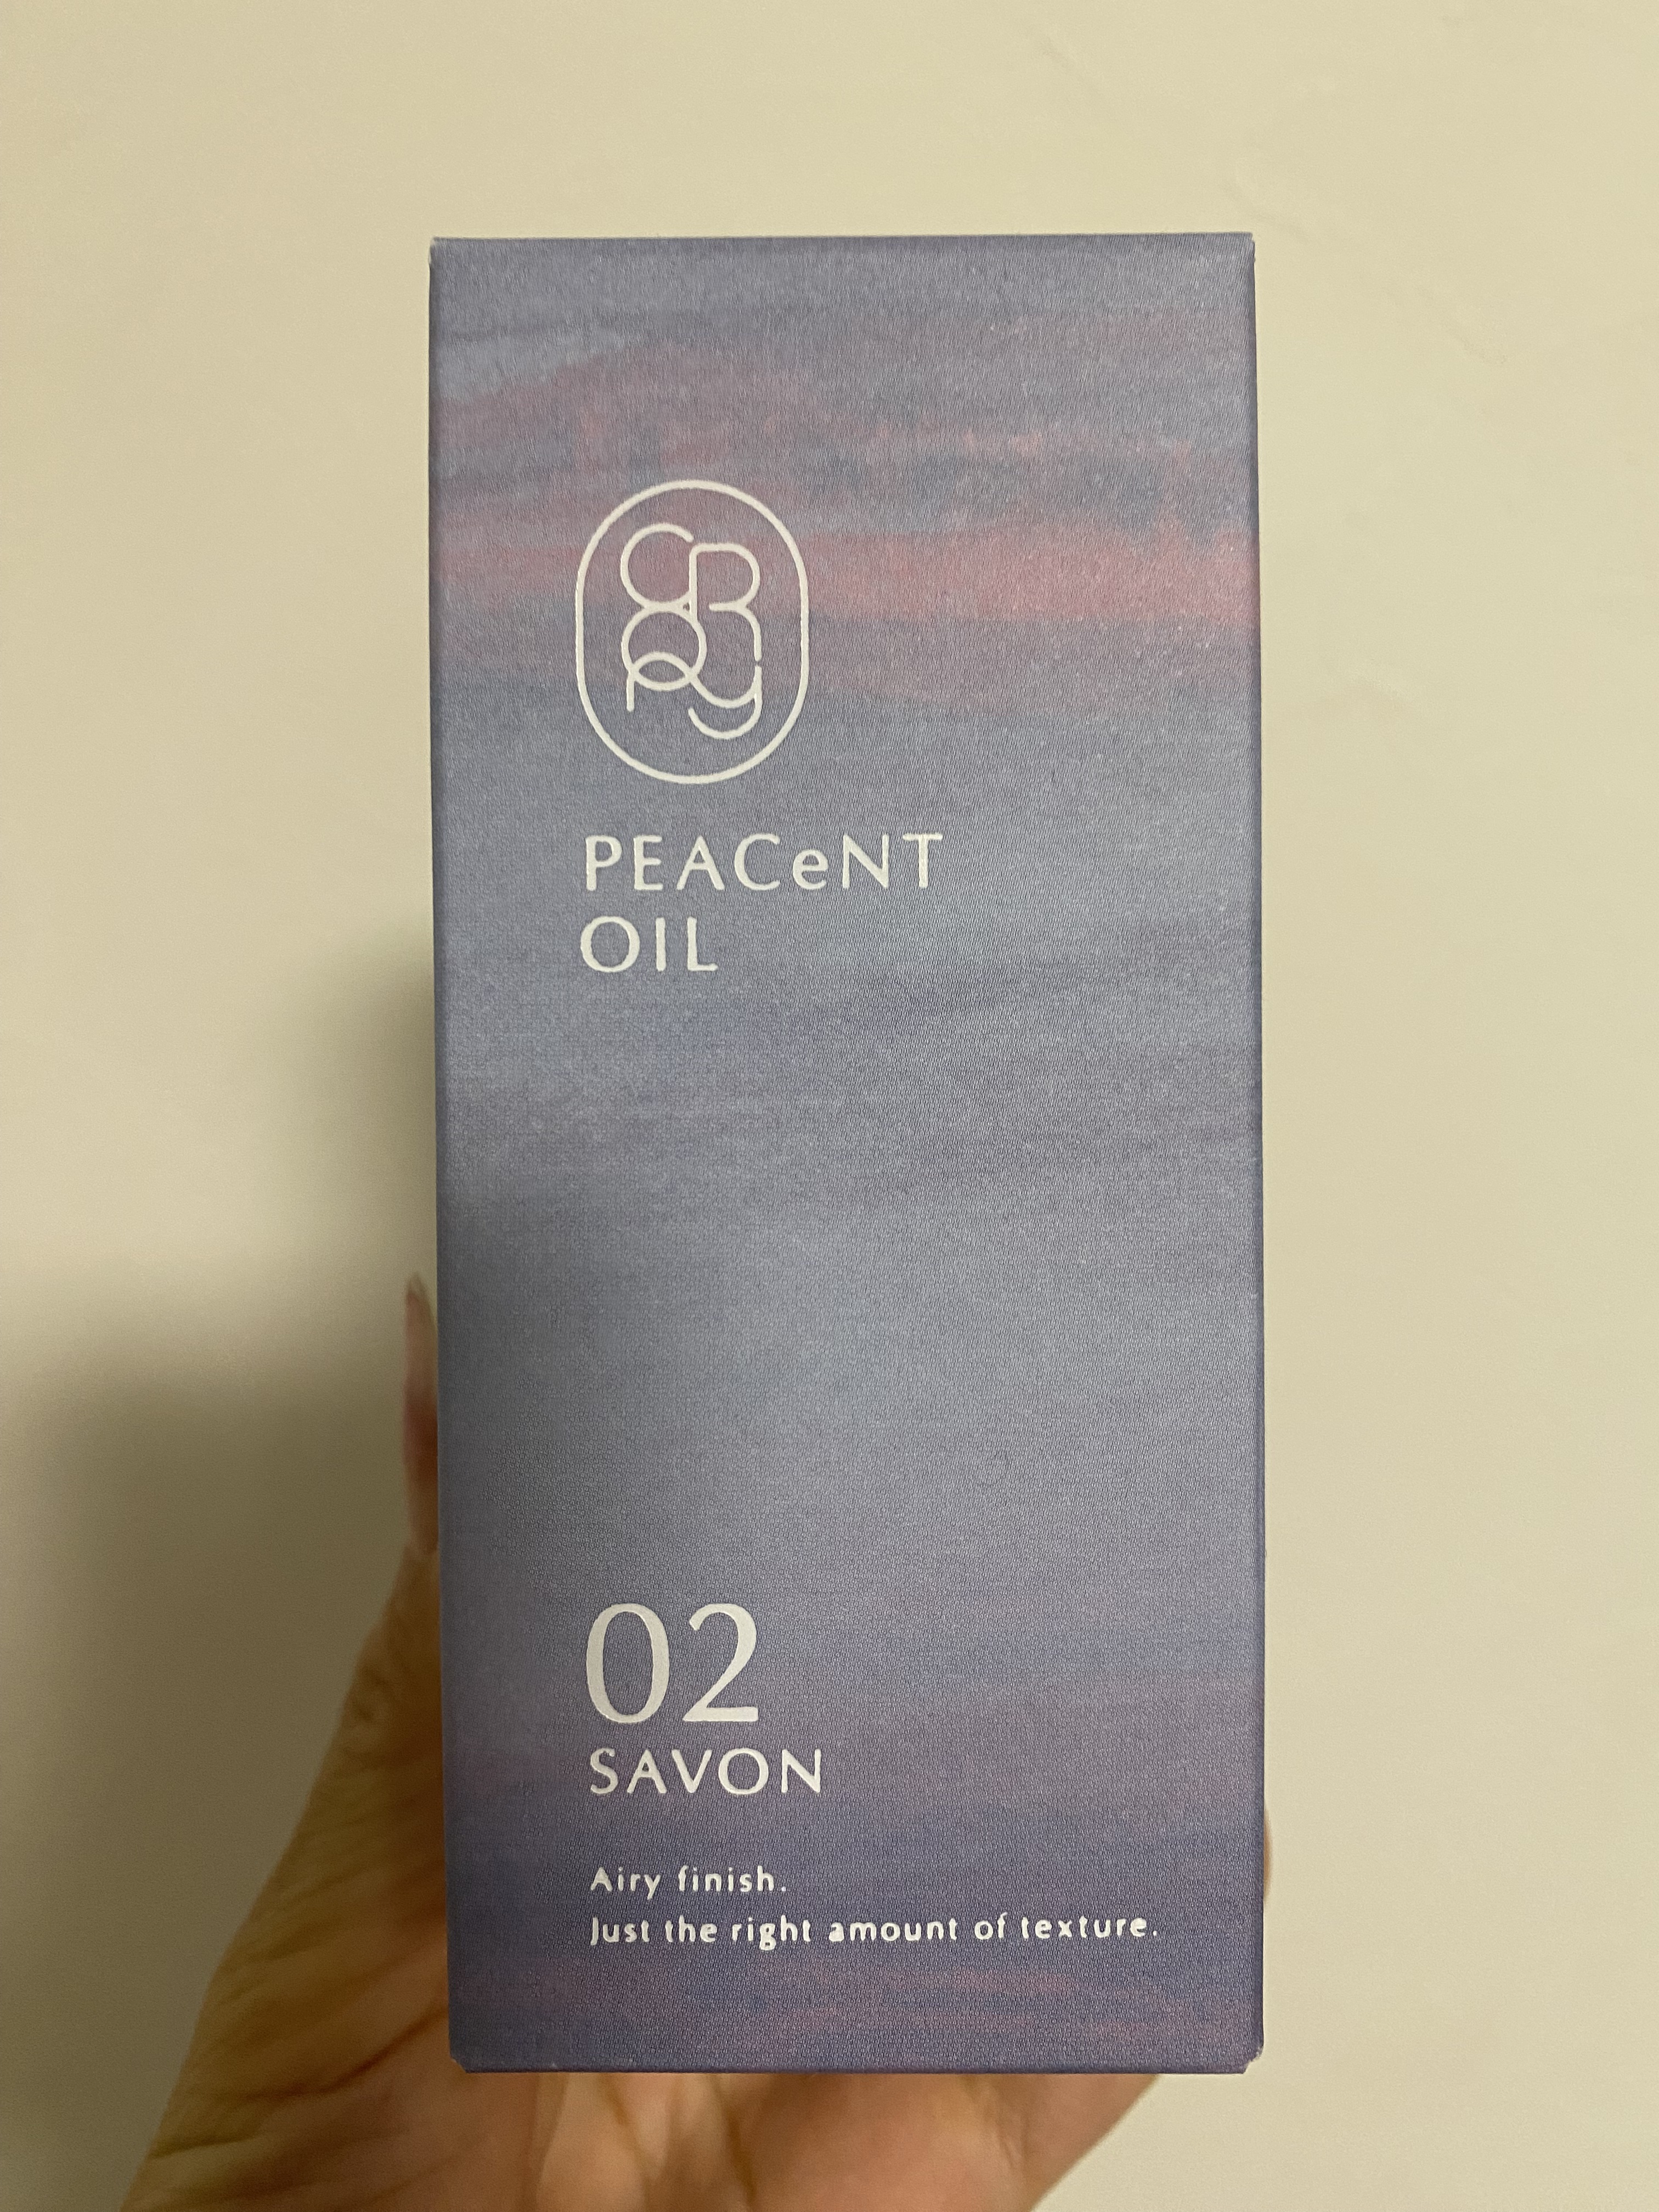 PEACeNT
OIL
02
SAVON
Airy finish.
Just the right amount of texture.